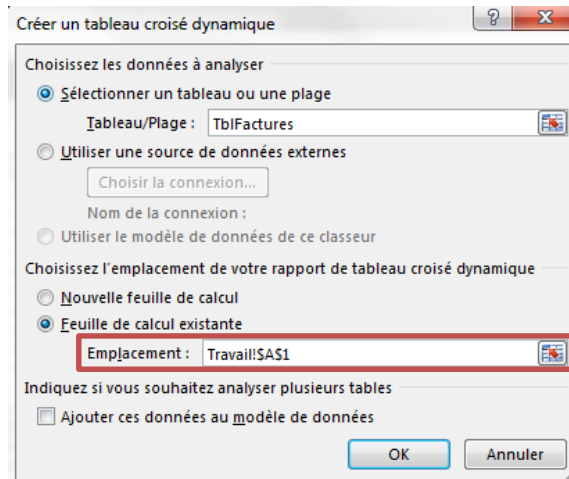 Créer un tableau croisé dynamique
Choisissez les données à analyser
Sélectionner un tableau ou une plage
Tableau/Plage : TblFactures
Utiliser une source de données externes
Choisir la connexion...
Nom de la connexion :
Utiliser le modèle de données de ce classeur
Choisissez l'emplacement de votre rapport de tableau croisé dynamique
Nouvelle feuille de calcul
Feuille de calcul existante
Emplacement : Travail!$A$1
Indiquez si vous souhaitez analyser plusieurs tables
Ajouter ces données au modèle de données
OK Annuler